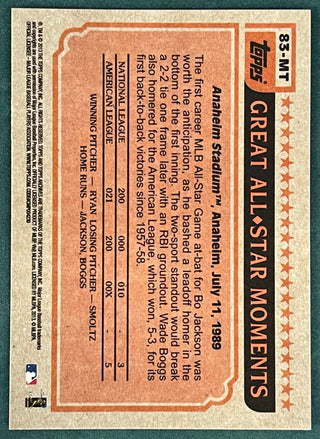 83-MT
topps
GREAT ALL★STAR MOMENTS
Anaheim Stadium™, Anaheim, July 11, 1989
The first career MLB All-Star Game at-bat for Bo Jackson was
worth the anticipation, as he bashed a leadoff homer in the
bottom of the first inning. The two-sport standout would break
a 2-2 tie one frame later with an RBI groundout. Wade Boggs
also homered for the American League, which won, 5-3, for its
first back-to-back victories since 1957-58.
NATIONAL LEAGUE 200 000 010 3
AMERICAN LEAGUE 021 200 00X 5
WINNING PITCHER — RYAN LOSING PITCHER — SMOLTZ
HOME RUNS — JACKSON, BOGGS